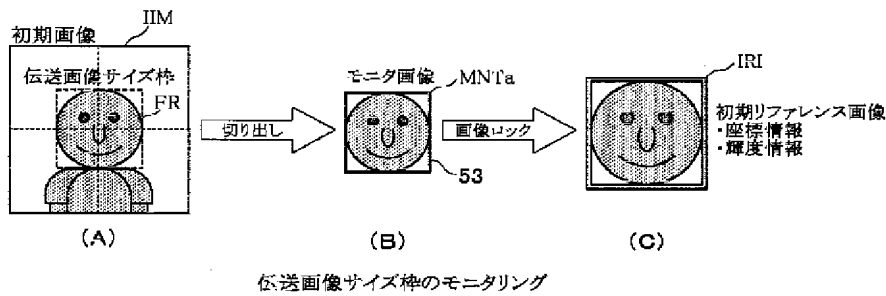 IIM
初期画像
伝送画像サイズ枠
FR
切り出し
モニタ画像
MNTa
53
画像ロック
IRI
初期リファレンス画像
・座標情報
・輝度情報
(A)
(B)
(C)
伝送画像サイズ枠のモニタリング